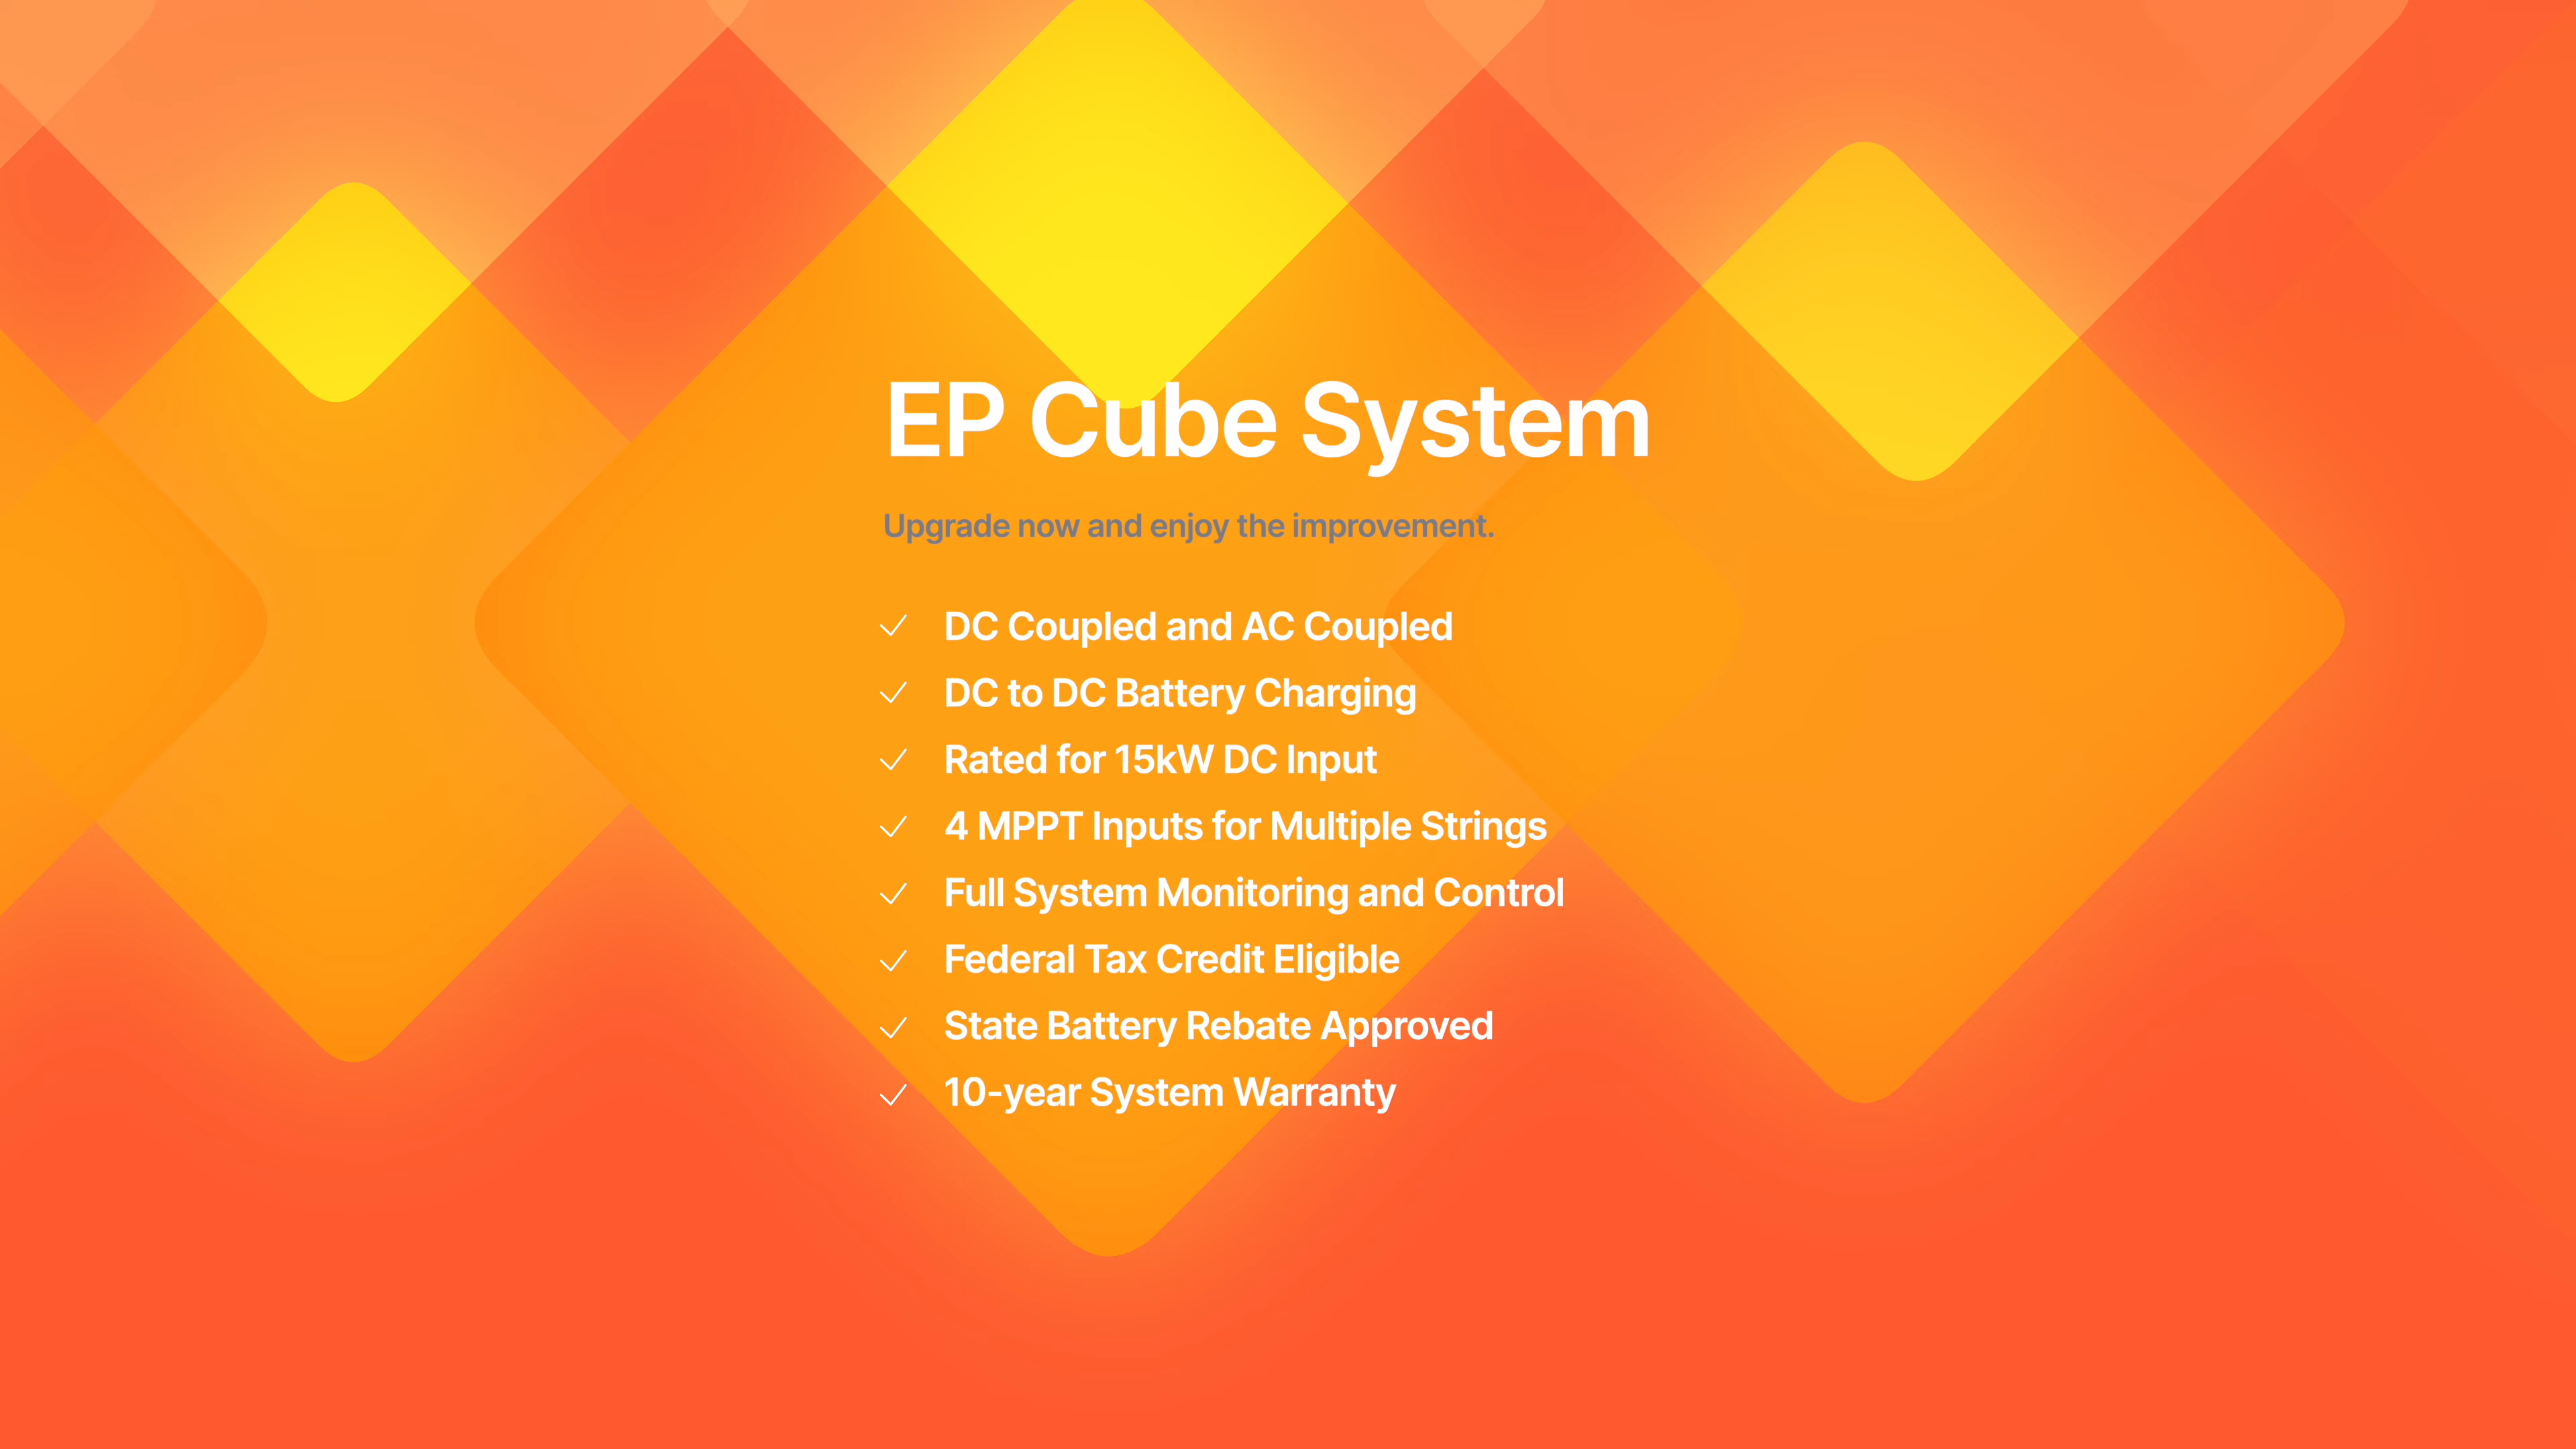 EP Cube System
Upgrade now and enjoy the improvement.
DC Coupled and AC Coupled
DC to DC Battery Charging
Rated for 15kW DC Input
4 MPPT Inputs for Multiple Strings
Full System Monitoring and Control
Federal Tax Credit Eligible
State Battery Rebate Approved
10-year System Warranty